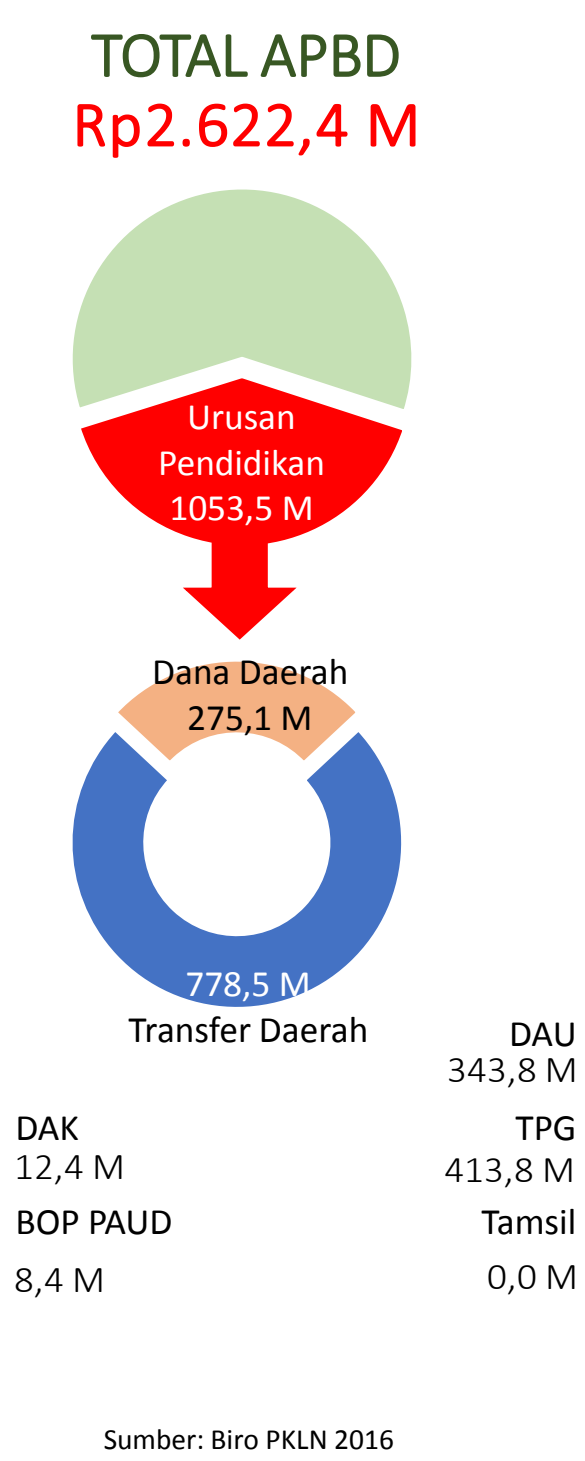 TOTAL APBD
Rp2.622,4 M
Urusan
Pendidikan
1053,5 M
Dana Daerah
275,1 M
778,5 M
Transfer Daerah
DAU
343,8 M
DAK
12,4 M
TPG
413,8 M
BOP PAUD
8,4 M
Tamsil
0,0 M
Sumber: Biro PKLN 2016